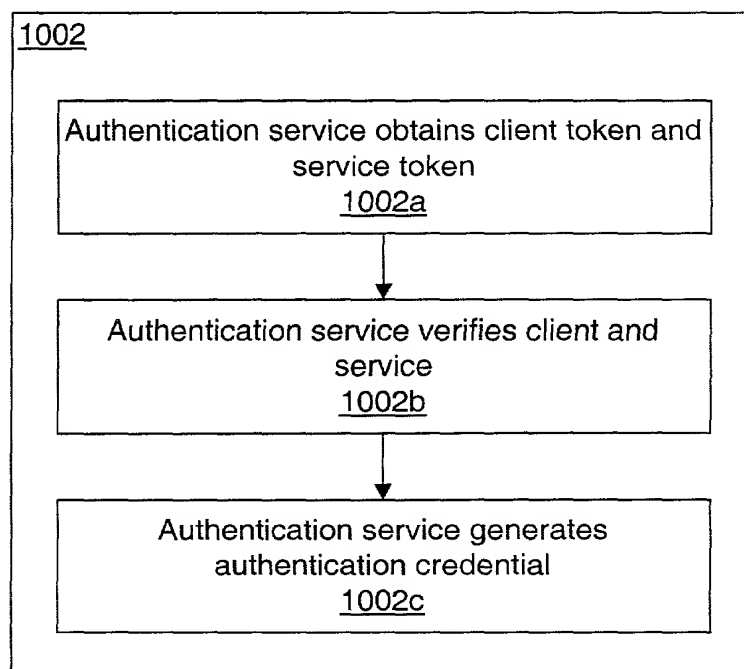 1002
Authentication service obtains client token and
service token
1002a
Authentication service verifies client and
service
1002b
Authentication service generates
authentication credential
1002c